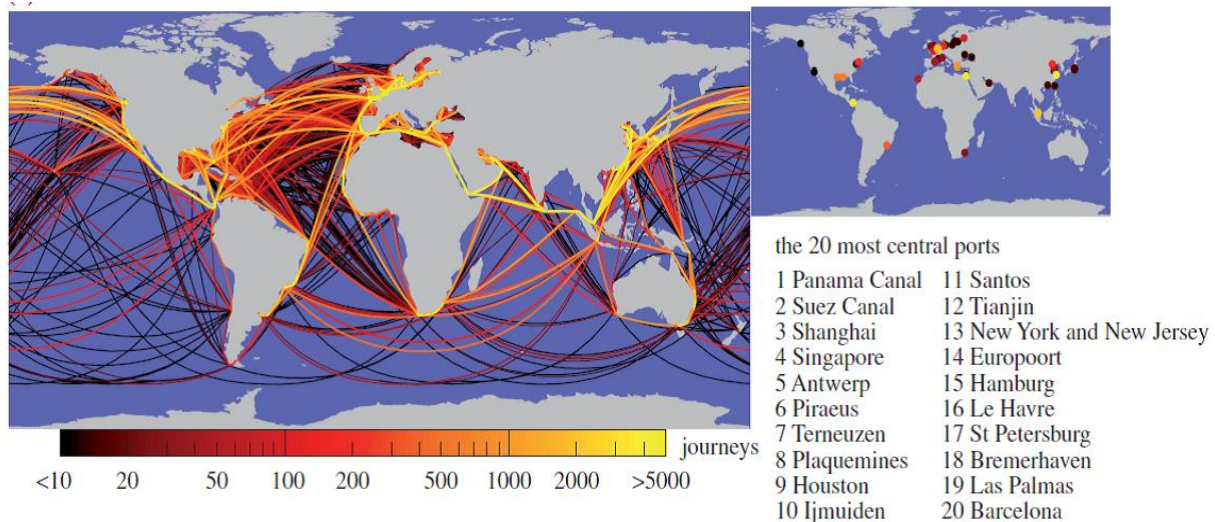 <10 20 50 100 200 500 1000 2000 >5000 journeys
the 20 most central ports
1 Panama Canal 11 Santos
2 Suez Canal 12 Tianjin
3 Shanghai 13 New York and New Jersey
4 Singapore 14 Europoort
5 Antwerp 15 Hamburg
6 Piraeus 16 Le Havre
7 Terneuzen 17 St Petersburg
8 Plaquemines 18 Bremerhaven
9 Houston 19 Las Palmas
10 Ijmuiden 20 Barcelona